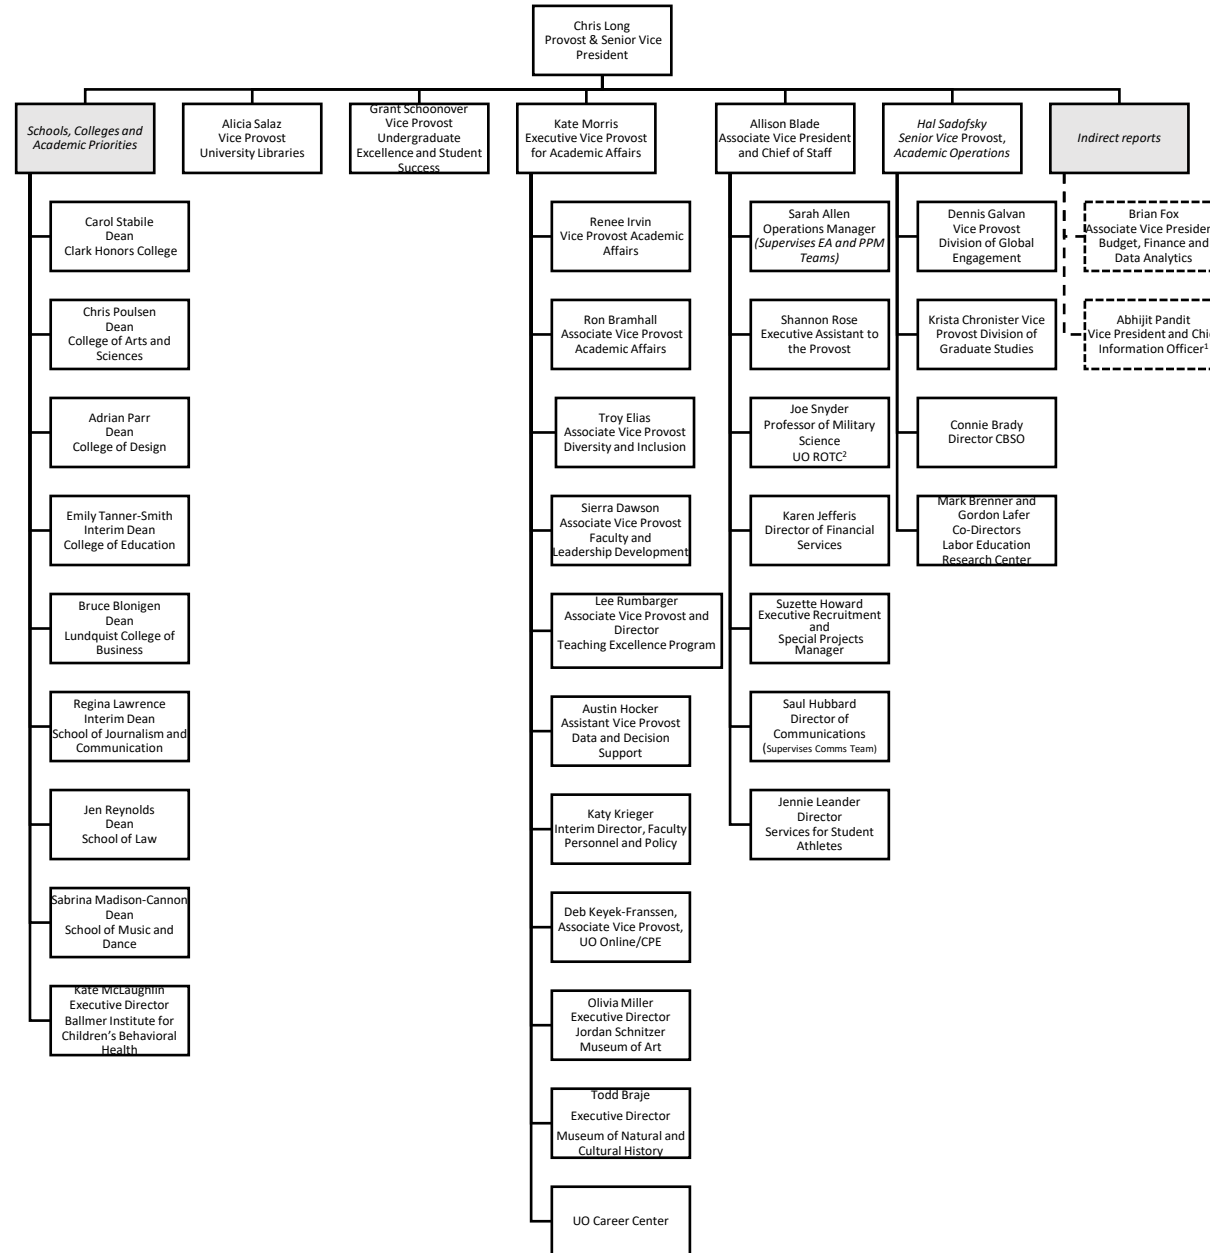 Chris Long
Provost & Senior Vice
President
Schools, Colleges and
Academic Priorities
Alicia Salaz
Vice Provost
University Libraries
Grant Schoonover
Vice Provost
Undergraduate
Excellence and Student
Success
Kate Morris
Executive Vice Provost
for Academic Affairs
Allison Blade
Associate Vice President
and Chief of Staff
Hal Sadofsky
Senior Vice Provost,
Academic Operations
Indirect reports
Carol Stabile
Dean
Clark Honors College
Chris Poulsen
Dean
College of Arts and
Sciences
Adrian Parr
Dean
College of Design
Emily Tanner-Smith
Interim Dean
College of Education
Bruce Blonigen
Dean
Lundquist College of
Business
Regina Lawrence
Interim Dean
School of Journalism and
Communication
Jen Reynolds
Dean
School of Law
Sabrina Madison-Cannon
Dean
School of Music and
Dance
Kate McLaughlin
Executive Director
Ballmer Institute for
Children’s Behavioral
Health
Renee Irvin
Vice Provost Academic
Affairs
Ron Bramhall
Associate Vice Provost
Academic Affairs
Troy Elias
Associate Vice Provost
Diversity and Inclusion
Sierra Dawson
Associate Vice Provost
Faculty and
Leadership Development
Lee Rumbarger
Associate Vice Provost and
Director
Teaching Excellence Program
Austin Hocker
Assistant Vice Provost
Data and Decision
Support
Katy Krieger
Interim Director, Faculty
Personnel and Policy
Deb Keyek-Franssen,
Associate Vice Provost,
UO Online/CPE
Olivia Miller
Executive Director
Jordan Schnitzer
Museum of Art
Todd Braje
Executive Director
Museum of Natural and
Cultural History
UO Career Center
Sarah Allen
Operations Manager
(Supervises EA and PPM
Teams)
Shannon Rose
Executive Assistant to
the Provost
Joe Snyder
Professor of Military
Science
UO ROTC²
Karen Jefferis
Director of Financial
Services
Suzette Howard
Executive Recruitment
and
Special Projects
Manager
Saul Hubbard
Director of
Communications
(Supervises Comms Team)
Jennie Leander
Director
Services for Student
Athletes
Dennis Galvan
Vice Provost
Division of Global
Engagement
Krista Chronister Vice
Provost Division of
Graduate Studies
Connie Brady
Director CBSO
Mark Brenner and
Gordon Lafer
Co-Directors
Labor Education
Research Center
Brian Fox
Associate Vice President
Budget, Finance and
Data Analytics
Abhijit Pandit
Vice President and Chief
Information Officer¹